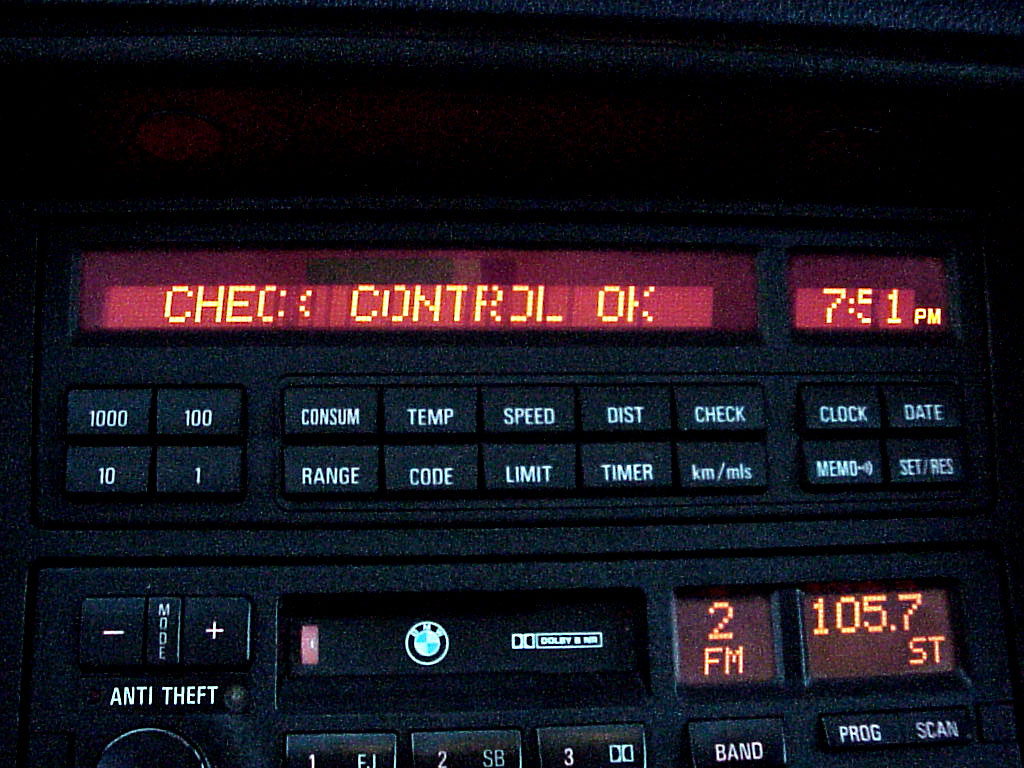 CHECK CONTROL OK
7:51 PM
1000 100 CONSUM TEMP SPEED DIST CHECK CLOCK DATE
10 1 RANGE CODE LIMIT TIMER km/mls MEMO SET/RES
BMW
DOLBY B NR
2
FM
105.7
ST
- MODE +
ANTI THEFT
1 EJ 2 SB 3 BAND PROG SCAN